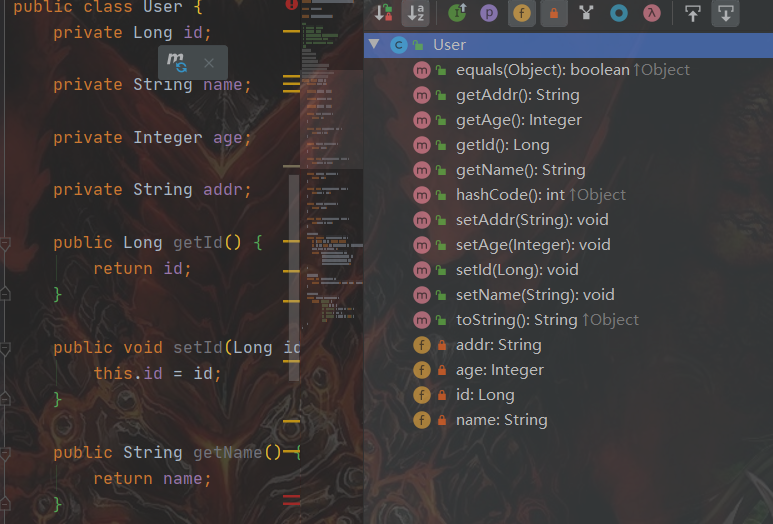 public class User {
private Long id;
private String name;
private Integer age;
private String addr;
public Long getId() {
return id;
}
public void setId(Long id
this.id = id;
}
public String getName() {
return name;
}
User
equals(Object): boolean ↑Object
getAddr(): String
getAge(): Integer
getId(): Long
getName(): String
hashCode(): int ↑Object
setAddr(String): void
setAge(Integer): void
setId(Long): void
setName(String): void
toString(): String ↑Object
addr: String
age: Integer
id: Long
name: String